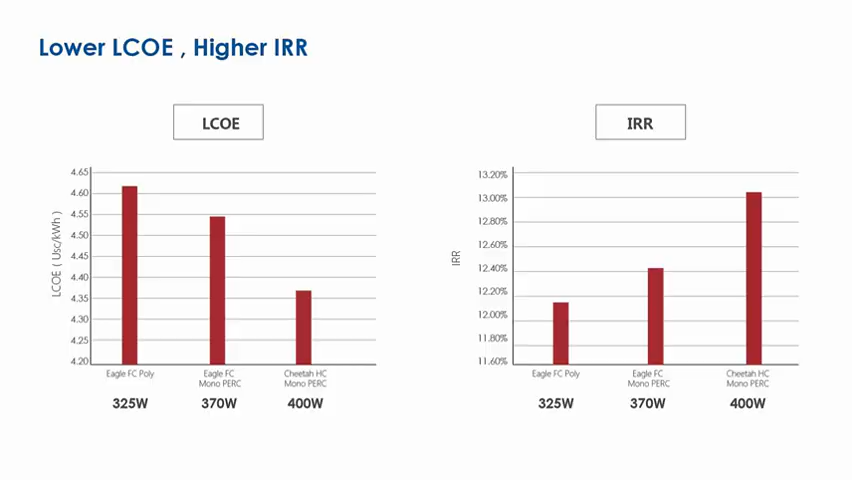 Lower LCOE , Higher IRR
LCOE
LCOE ( Usc/kWh )
4.65
4.60
4.55
4.50
4.45
4.40
4.35
4.30
4.25
4.20
Eagle FC Poly
Eagle FC
Mono PERC
Cheetah HC
Mono PERC
325W
370W
400W
IRR
IRR
13.20%
13.00%
12.80%
12.60%
12.40%
12.20%
12.00%
11.80%
11.60%
Eagle FC Poly
Eagle FC
Mono PERC
Cheetah HC
Mono PERC
325W
370W
400W